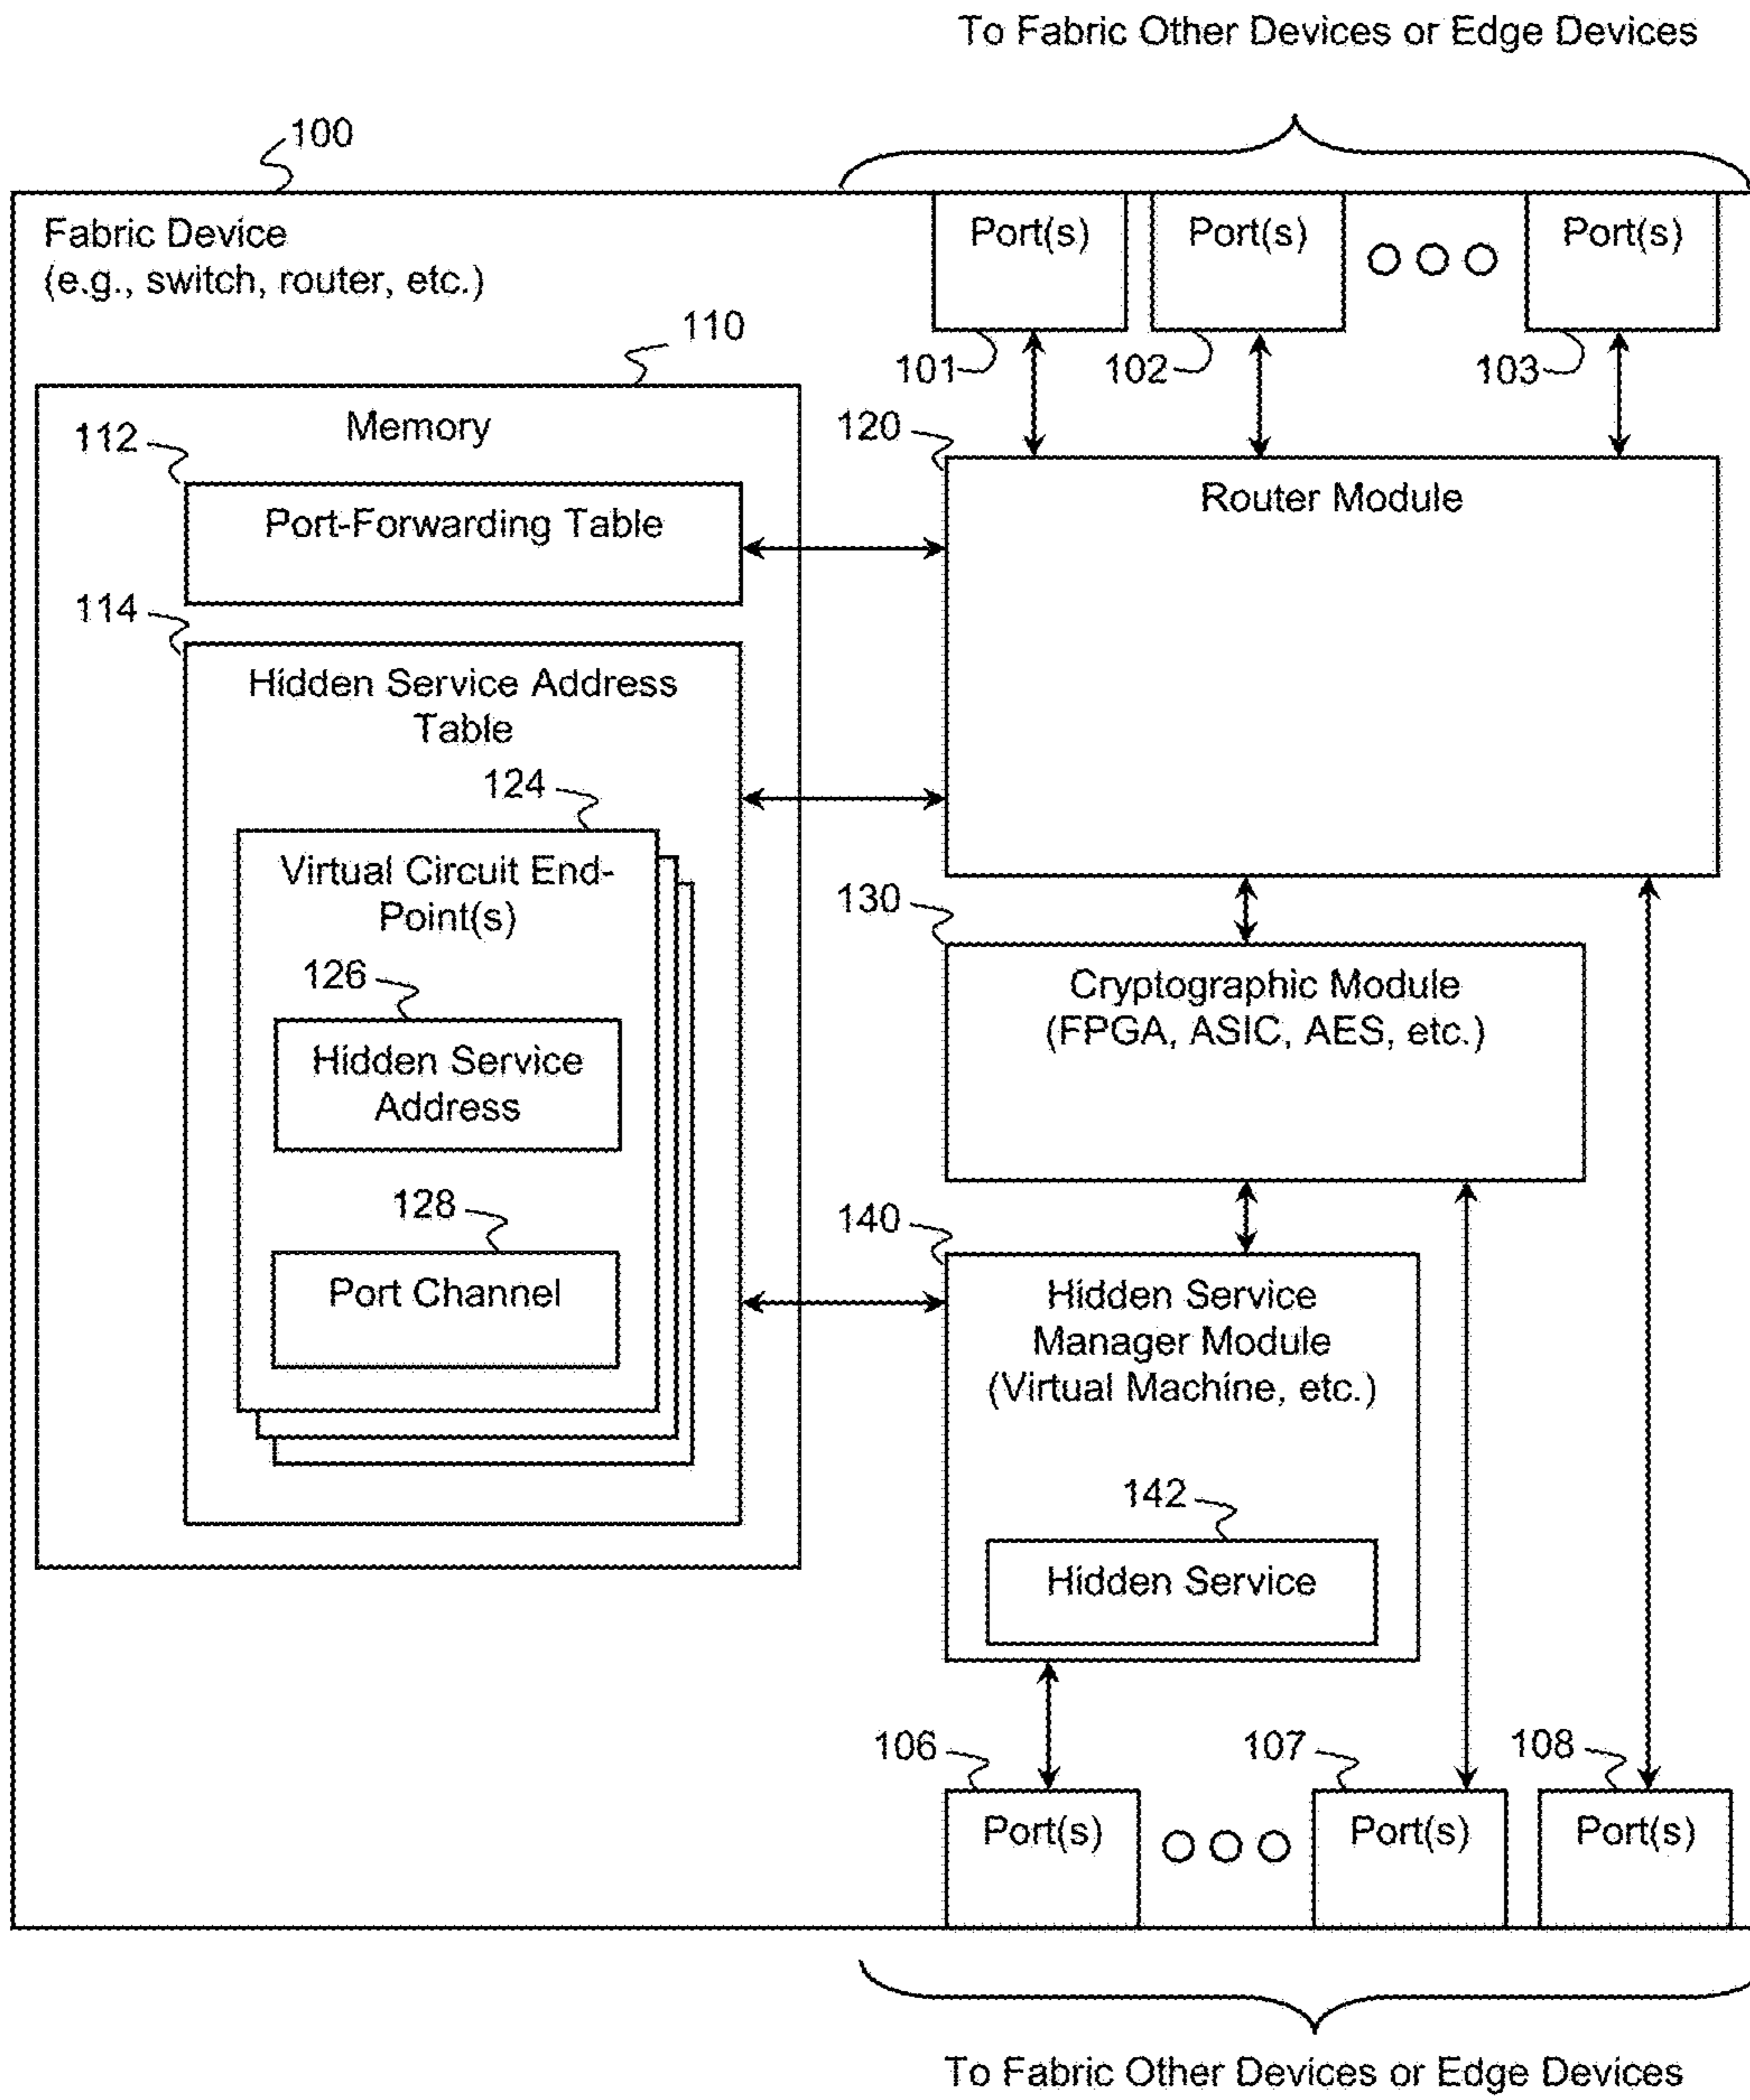 To Fabric Other Devices or Edge Devices
100
Fabric Device
(e.g., switch, router, etc.)
Port(s)
Port(s)
Port(s)
101
102
103
110
Memory
112
Port-Forwarding Table
114
Hidden Service Address
Table
124
Virtual Circuit End-
Point(s)
126
Hidden Service
Address
128
Port Channel
120
Router Module
130
Cryptographic Module
(FPGA, ASIC, AES, etc.)
140
Hidden Service
Manager Module
(Virtual Machine, etc.)
142
Hidden Service
106
107
108
Port(s)
Port(s)
Port(s)
To Fabric Other Devices or Edge Devices